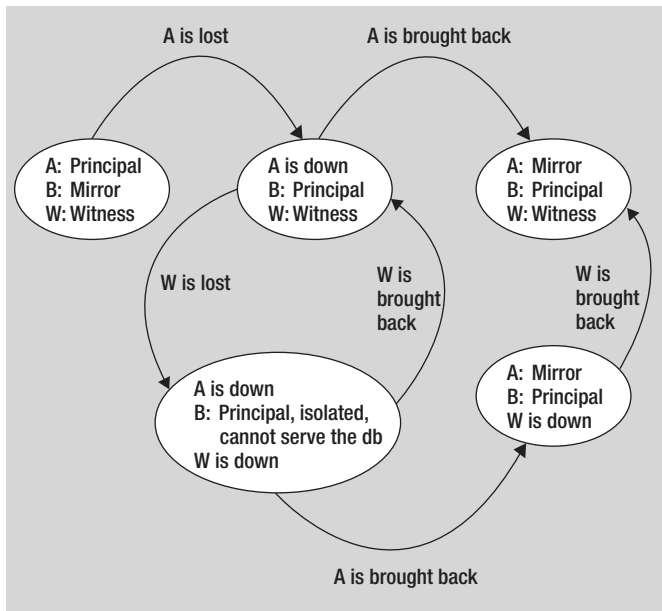 A is lost
A is brought back
A: Principal
B: Mirror
W: Witness
A is down
B: Principal
W: Witness
A: Mirror
B: Principal
W: Witness
W is lost
W is
brought
back
W is
brought
back
A is down
B: Principal, isolated,
cannot serve the db
W is down
A: Mirror
B: Principal
W is down
A is brought back